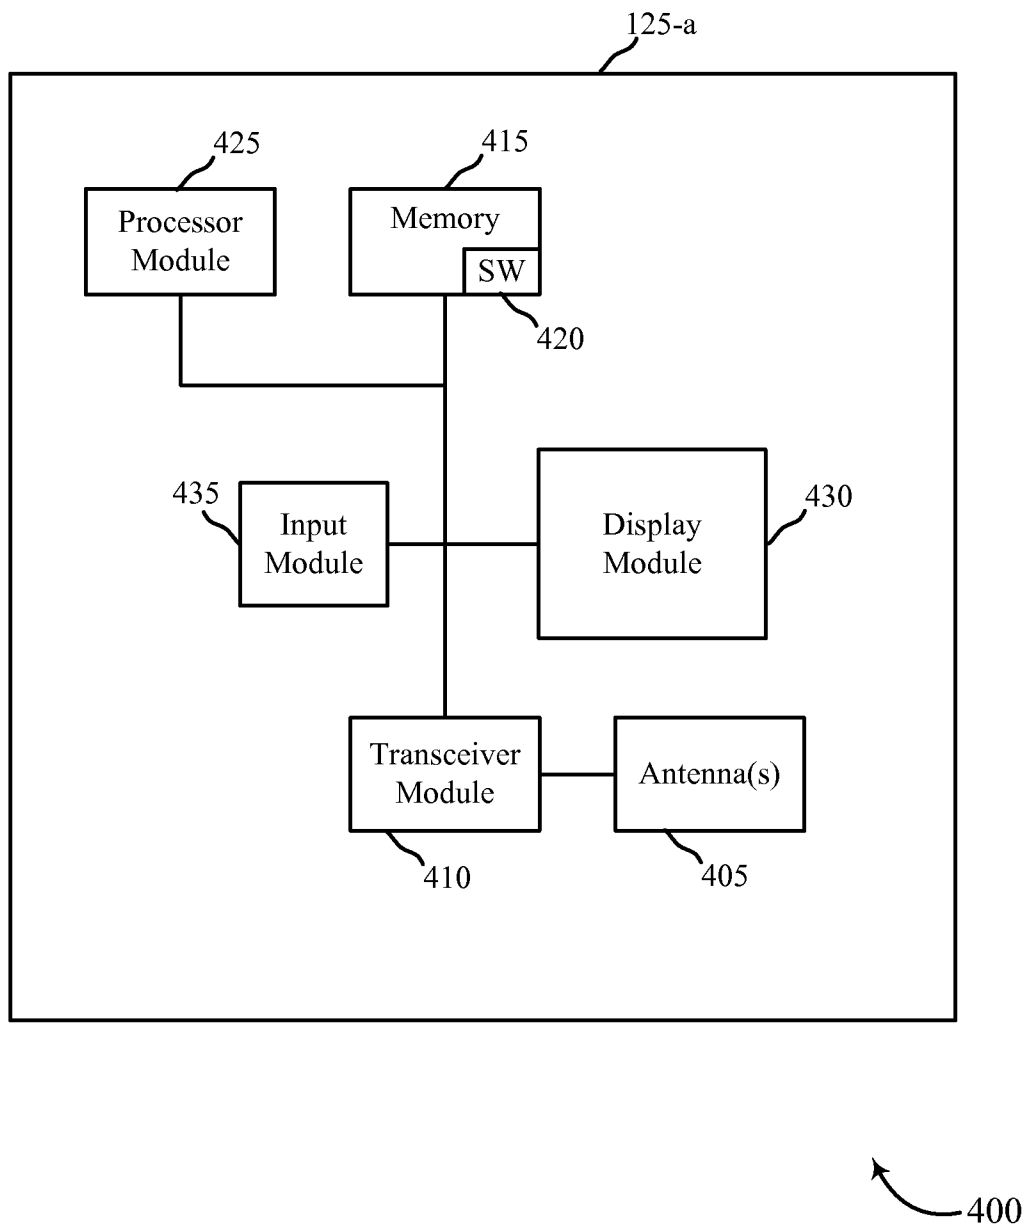 125-a
425
415
Processor
Module
Memory
SW
420
435
Input
Module
Display
Module
430
Transceiver
Module
Antenna(s)
410
405
400